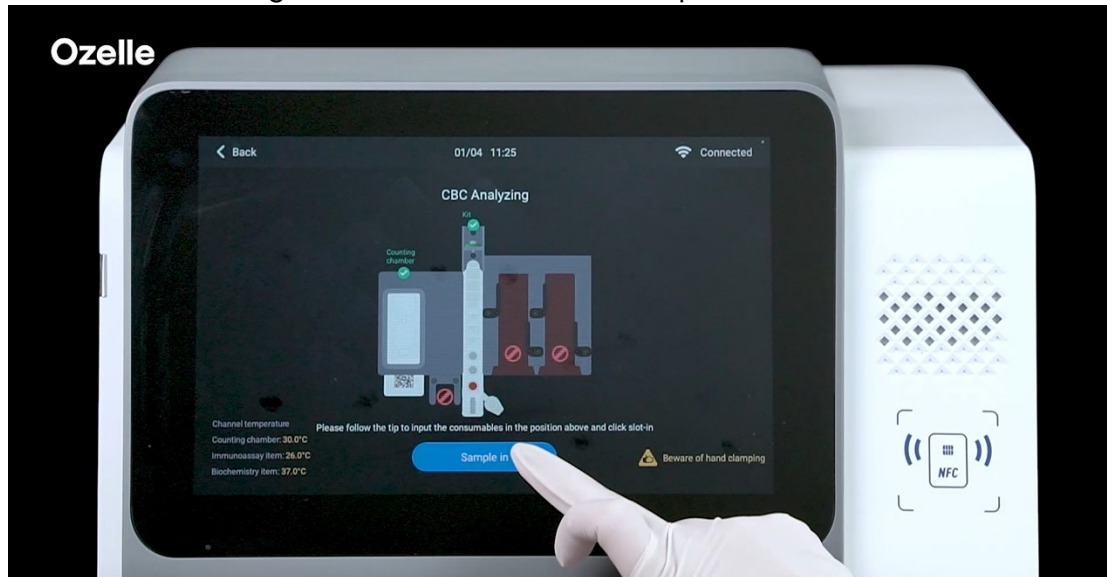 Ozelle
Back
01/04 11:25
Connected
CBC Analyzing
Kit
Counting
chamber
Channel temperature
Counting chamber: 30.0°C
Immunoassay item: 26.0°C
Biochemistry item: 37.0°C
Please follow the tip to input the consumables in the position above and click slot-in
Sample in
Beware of hand clamping
NFC